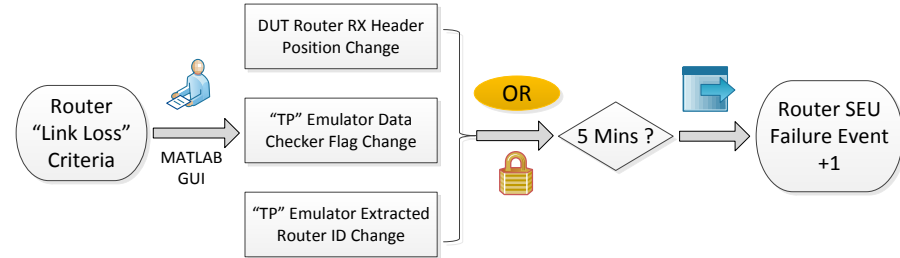 Router
“Link Loss”
Criteria
MATLAB
GUI
DUT Router RX Header
Position Change
“TP” Emulator Data
Checker Flag Change
“TP” Emulator Extracted
Router ID Change
OR
5 Mins ?
Router SEU
Failure Event
+1